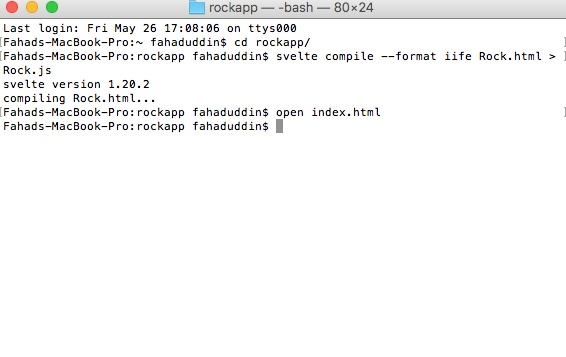 rockapp — -bash — 80×24
Last login: Fri May 26 17:08:06 on ttys000
[Fahads-MacBook-Pro:~ fahaduddin$ cd rockapp/ ]
[Fahads-MacBook-Pro:rockapp fahaduddin$ svelte compile --format iife Rock.html > ]
Rock.js
svelte version 1.20.2
compiling Rock.html...
[Fahads-MacBook-Pro:rockapp fahaduddin$ open index.html ]
Fahads-MacBook-Pro:rockapp fahaduddin$